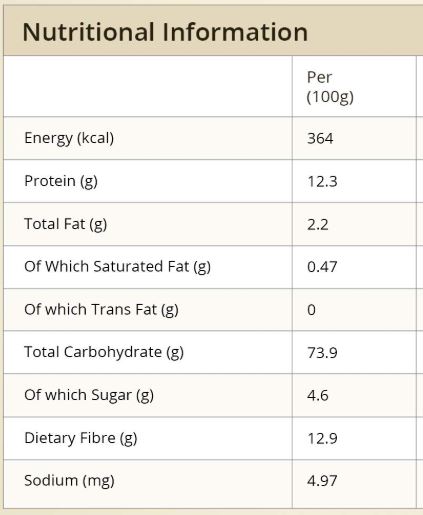 Nutritional Information
Per
(100g)
Energy (kcal) 364
Protein (g) 12.3
Total Fat (g) 2.2
Of Which Saturated Fat (g) 0.47
Of which Trans Fat (g) 0
Total Carbohydrate (g) 73.9
Of which Sugar (g) 4.6
Dietary Fibre (g) 12.9
Sodium (mg) 4.97